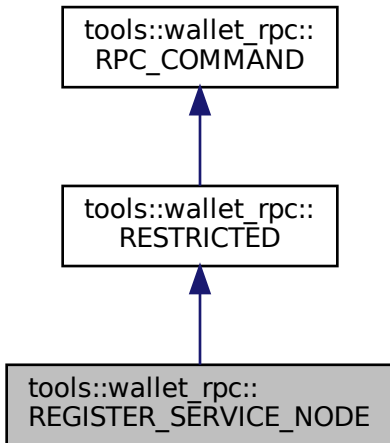 tools::wallet_rpc::
RPC_COMMAND
tools::wallet_rpc::
RESTRICTED
tools::wallet_rpc::
REGISTER_SERVICE_NODE